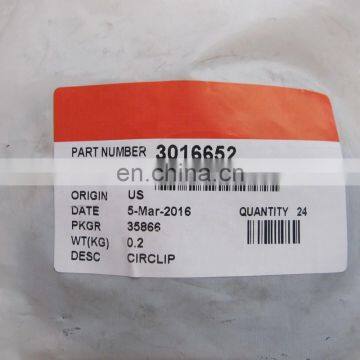 PART NUMBER 3016652
en.china.cn
ORIGIN US
DATE 5-Mar-2016 QUANTITY 24
PKGR 35866
WT(KG) 0.2
DESC CIRCLIP